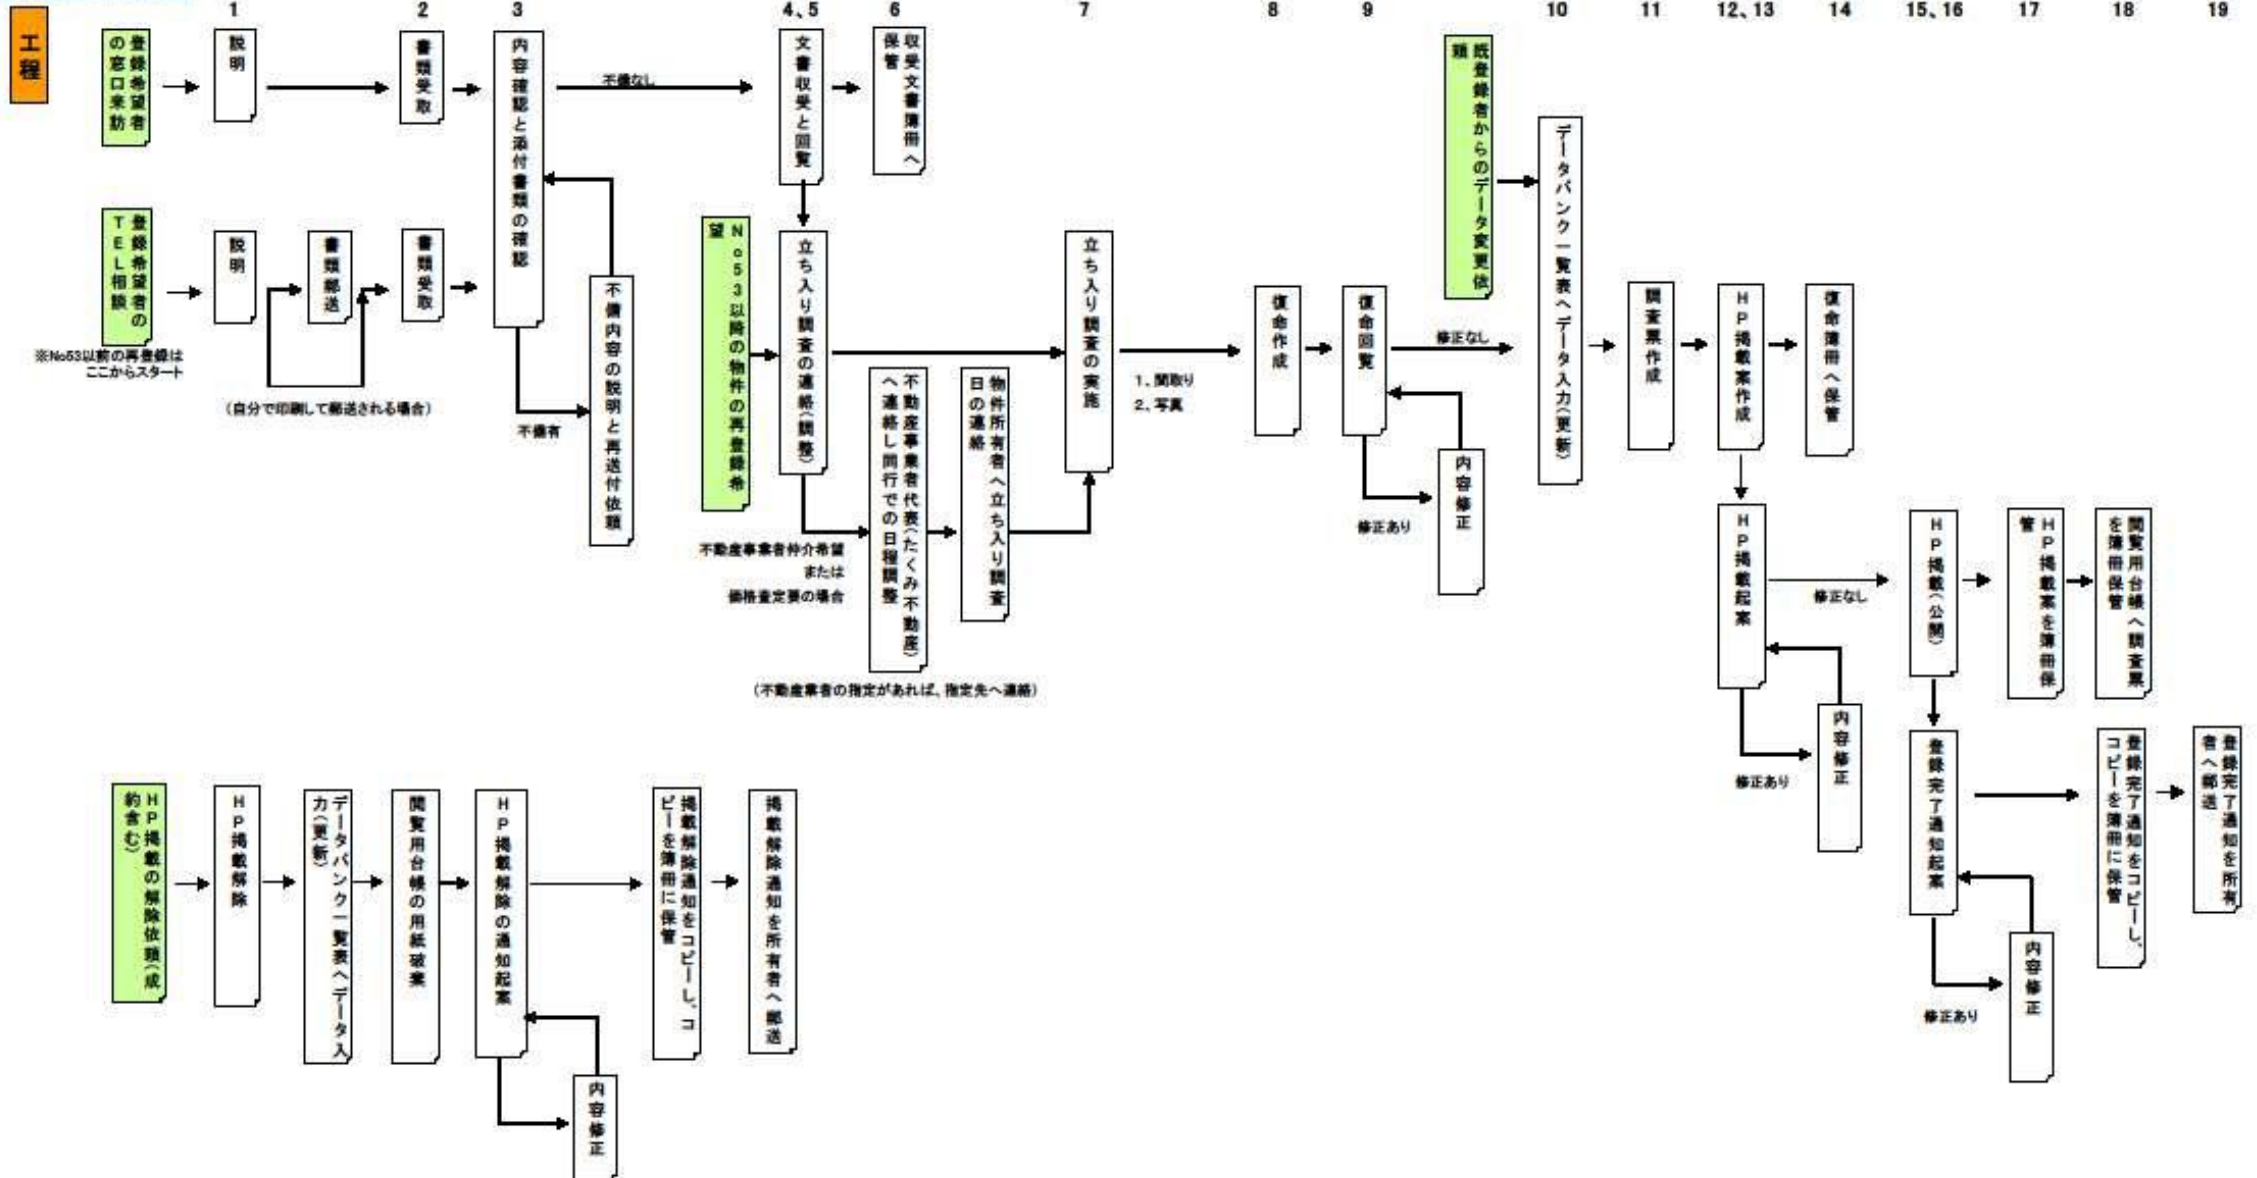 工程
1
2
3
4、5
6
7
8
9
10
11
12、13
14
15、16
17
18
19
登録希望者
の窓口来訪
説明
書類受取
内容確認と添付書類の確認
不備なし
文書収受と回覧
収受文書簿冊へ
保管
既登録者からのデータ変更依
頼
データバンク一覧表へデータ入力(更新)
登録希望者の
TEL相談
※No53以前の再登録は
ここからスタート
説明
書類郵送
書類受取
(自分で印刷して郵送される場合)
不備有
不備内容の説明と再送付依頼
No53以降の物件の再登録希
望
立ち入り調査の連絡(調整)
不動産事業者仲介希望
または
価格査定要の場合
不動産事業者代表(たくみ不動産)
へ連絡し同行での日程調整
物件所有者へ立ち入り調査
日の連絡
(不動産業者の指定があれば、指定先へ連絡)
立ち入り調査の実施
1、間取り
2、写真
復命作成
復命回覧
修正なし
修正あり
内容修正
調査票作成
HP掲載案作成
復命簿冊へ保管
HP掲載起案
修正なし
修正あり
内容修正
HP掲載(公開)
HP掲載案を簿冊保
管
閲覧用台帳へ調査票
を簿冊保管
登録完了通知起案
修正あり
内容修正
登録完了通知をコピーし、
コピーを簿冊に保管
登録完了通知を所有
者へ郵送
HP掲載の解除依頼(成
約含む)
HP掲載解除
データバンク一覧表へデータ入
力(更新)
閲覧用台帳の用紙破棄
HP掲載解除の通知起案
内容修正
掲載解除通知をコピーし、コ
ピーを簿冊に保管
掲載解除通知を所有者へ郵送